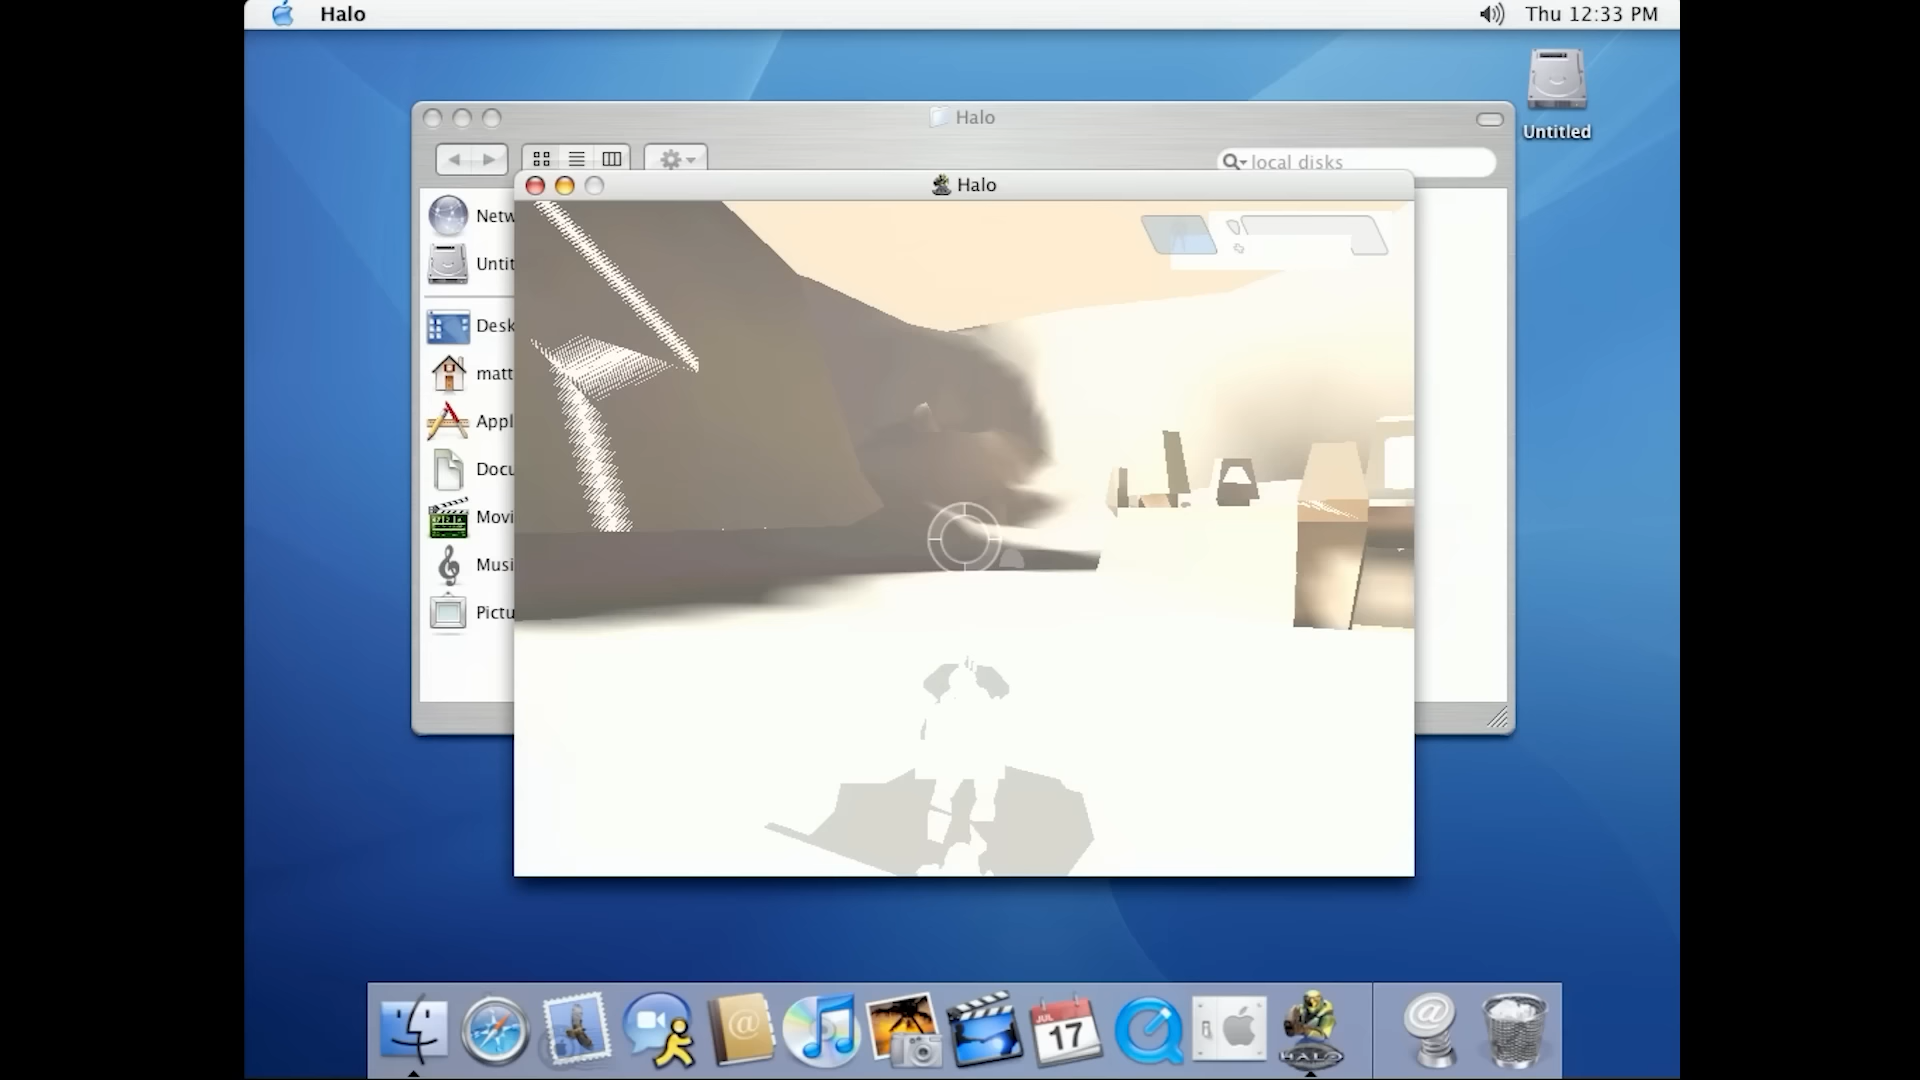 Halo
Thu 12:33 PM
Untitled
Halo
local disks
Halo
Netw
Untit
Desk
matt
Appl
Docu
Movi
Musi
Pictu
@
JUL
17
HALO
@